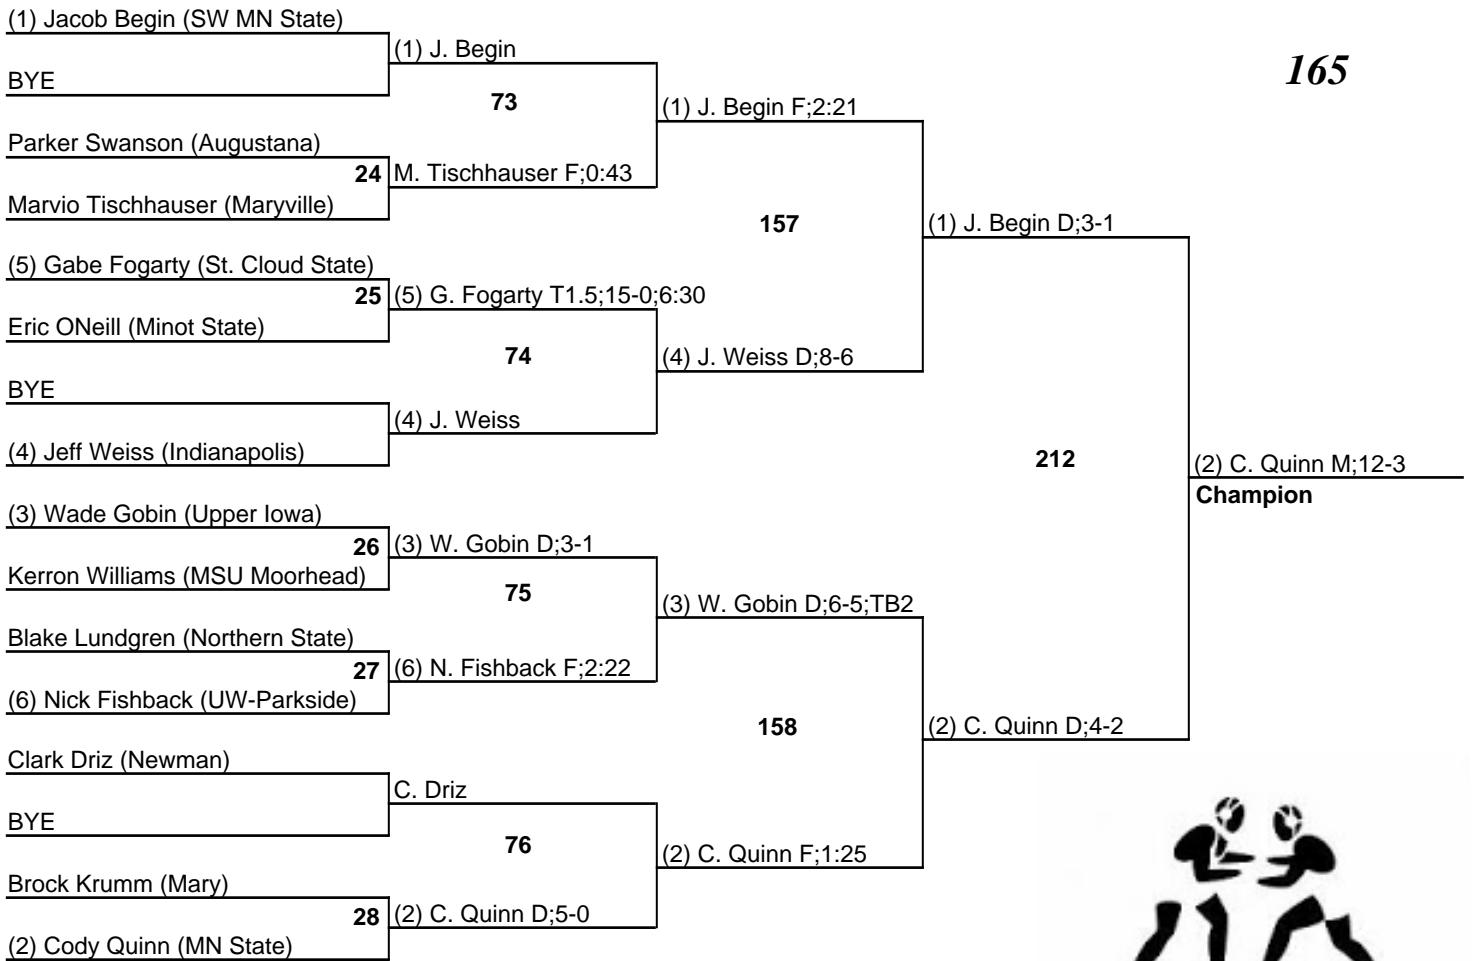 (1) Jacob Begin (SW MN State)
(1) J. Begin
165
BYE
73
(1) J. Begin F;2:21
Parker Swanson (Augustana)
24
M. Tischhauser F;0:43
Marvio Tischhauser (Maryville)
157
(1) J. Begin D;3-1
(5) Gabe Fogarty (St. Cloud State)
25
(5) G. Fogarty T1.5;15-0;6:30
Eric ONeill (Minot State)
74
(4) J. Weiss D;8-6
BYE
(4) J. Weiss
(4) Jeff Weiss (Indianapolis)
212
(2) C. Quinn M;12-3
Champion
(3) Wade Gobin (Upper Iowa)
26
(3) W. Gobin D;3-1
Kerron Williams (MSU Moorhead)
75
(3) W. Gobin D;6-5;TB2
Blake Lundgren (Northern State)
27
(6) N. Fishback F;2:22
(6) Nick Fishback (UW-Parkside)
158
(2) C. Quinn D;4-2
Clark Driz (Newman)
C. Driz
BYE
76
(2) C. Quinn F;1:25
Brock Krumm (Mary)
28
(2) C. Quinn D;5-0
(2) Cody Quinn (MN State)